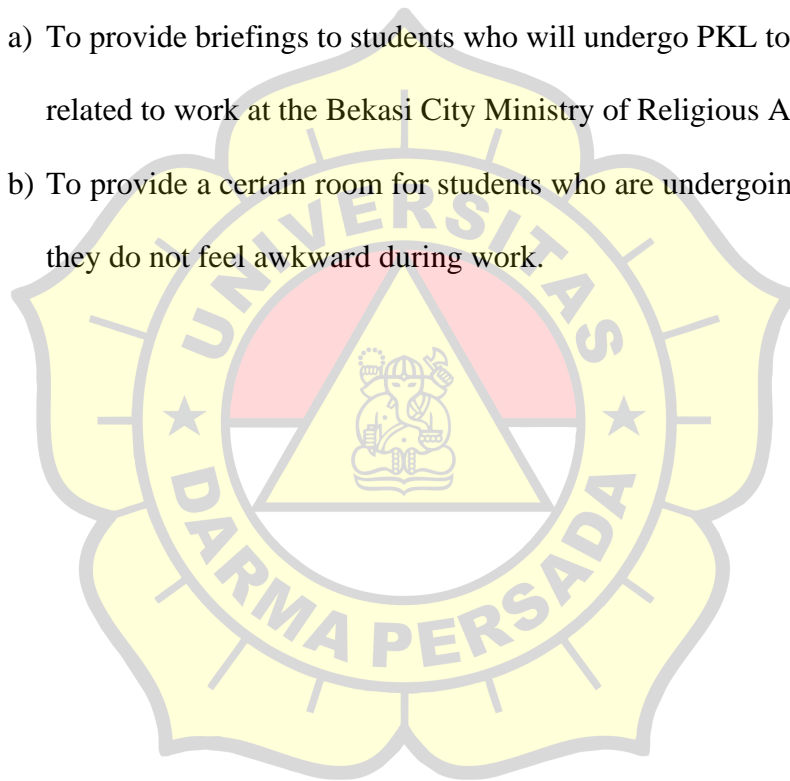 a) To provide briefings to students who will undergo PKL to
related to work at the Bekasi City Ministry of Religious A
b) To provide a certain room for students who are undergoin
they do not feel awkward during work.
UNIVERSITAS
DARMA PERSADA